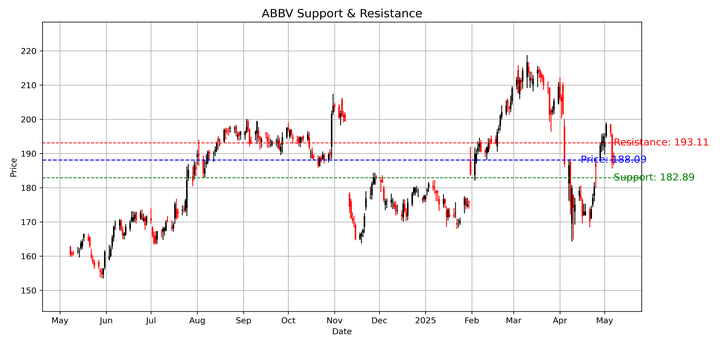 ABBV Support & Resistance
Price
220
210
200
190
180
170
160
150
Resistance: 193.11
Price: 188.09
Support: 182.89
May Jun Jul Aug Sep Oct Nov Dec 2025 Feb Mar Apr May
Date